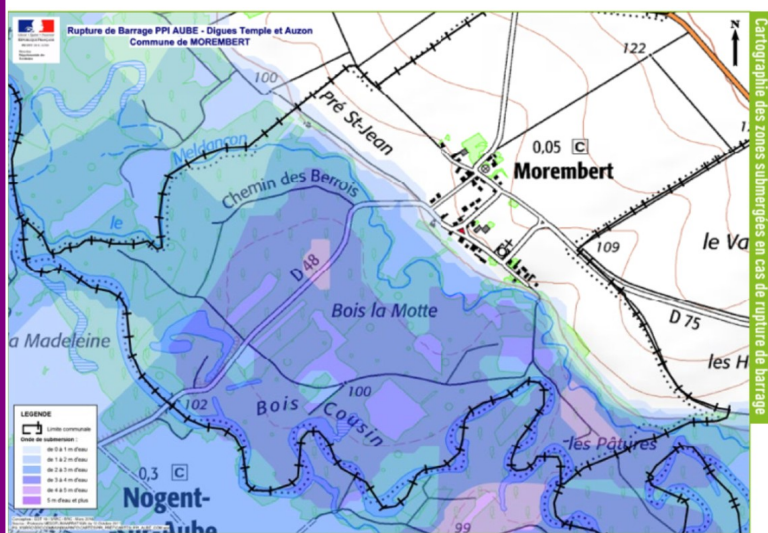 Rupture de Barrage PPI AUBE - Digues Temple et Auzon
Commune de MOREMBERT
N
Cartographie des zones submergées en cas de rupture de barrage
122
100
Pré St-Jean
0,05 C
Morembert
Meldançon
Chemin des Berruis
le
109
le Va
D 48
D 75
Bois la Motte
a Madeleine
les H
100
102
Bois Cousin
les Pâtures
0,3 C
Nogent-
sur-Aube
99
LEGENDE
Limite communale
Onde de submersion :
de 0 à 1 m d'eau
de 1 à 2 m d'eau
de 2 à 3 m d'eau
de 3 à 4 m d'eau
de 4 à 5 m d'eau
5 m d'eau et plus